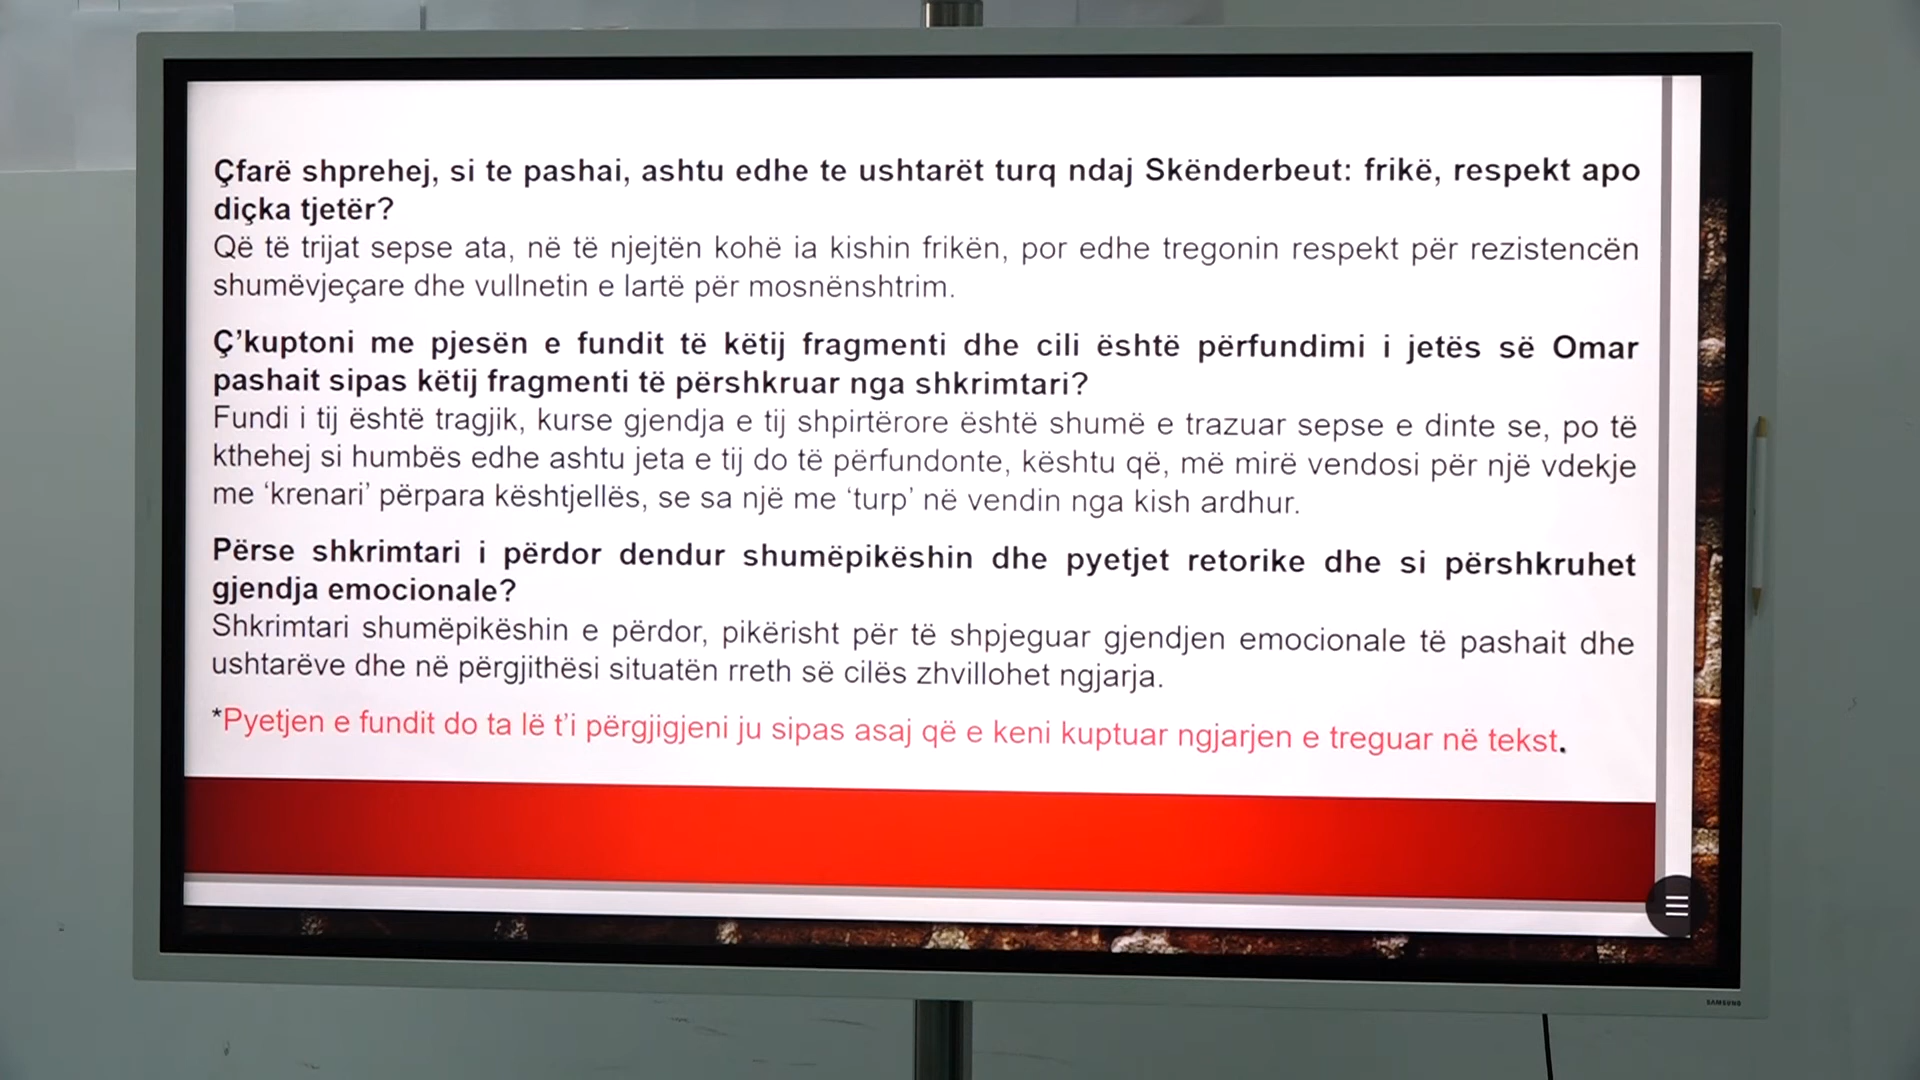 Çfarë shprehej, si te pashai, ashtu edhe te ushtarët turq ndaj Skënderbeut: frikë, respekt apo
diçka tjetër?
Që të trijat sepse ata, në të njejtën kohë ia kishin frikën, por edhe tregonin respekt për rezistencën
shumëvjeçare dhe vullnetin e lartë për mosnënshtrim.
Ç’kuptoni me pjesën e fundit të këtij fragmenti dhe cili është përfundimi i jetës së Omar
pashait sipas këtij fragmenti të përshkruar nga shkrimtari?
Fundi i tij është tragjik, kurse gjendja e tij shpirtërore është shumë e trazuar sepse e dinte se, po të
kthehej si humbës edhe ashtu jeta e tij do të përfundonte, kështu që, më mirë vendosi për një vdekje
me ‘krenari’ përpara kështjellës, se sa një me ‘turp’ në vendin nga kish ardhur.
Përse shkrimtari i përdor dendur shumëpikëshin dhe pyetjet retorike dhe si përshkruhet
gjendja emocionale?
Shkrimtari shumëpikëshin e përdor, pikërisht për të shpjeguar gjendjen emocionale të pashait dhe
ushtarëve dhe në përgjithësi situatën rreth së cilës zhvillohet ngjarja.
*Pyetjen e fundit do ta lë t’i përgjigjeni ju sipas asaj që e keni kuptuar ngjarjen e treguar në tekst.
SAMSUNG